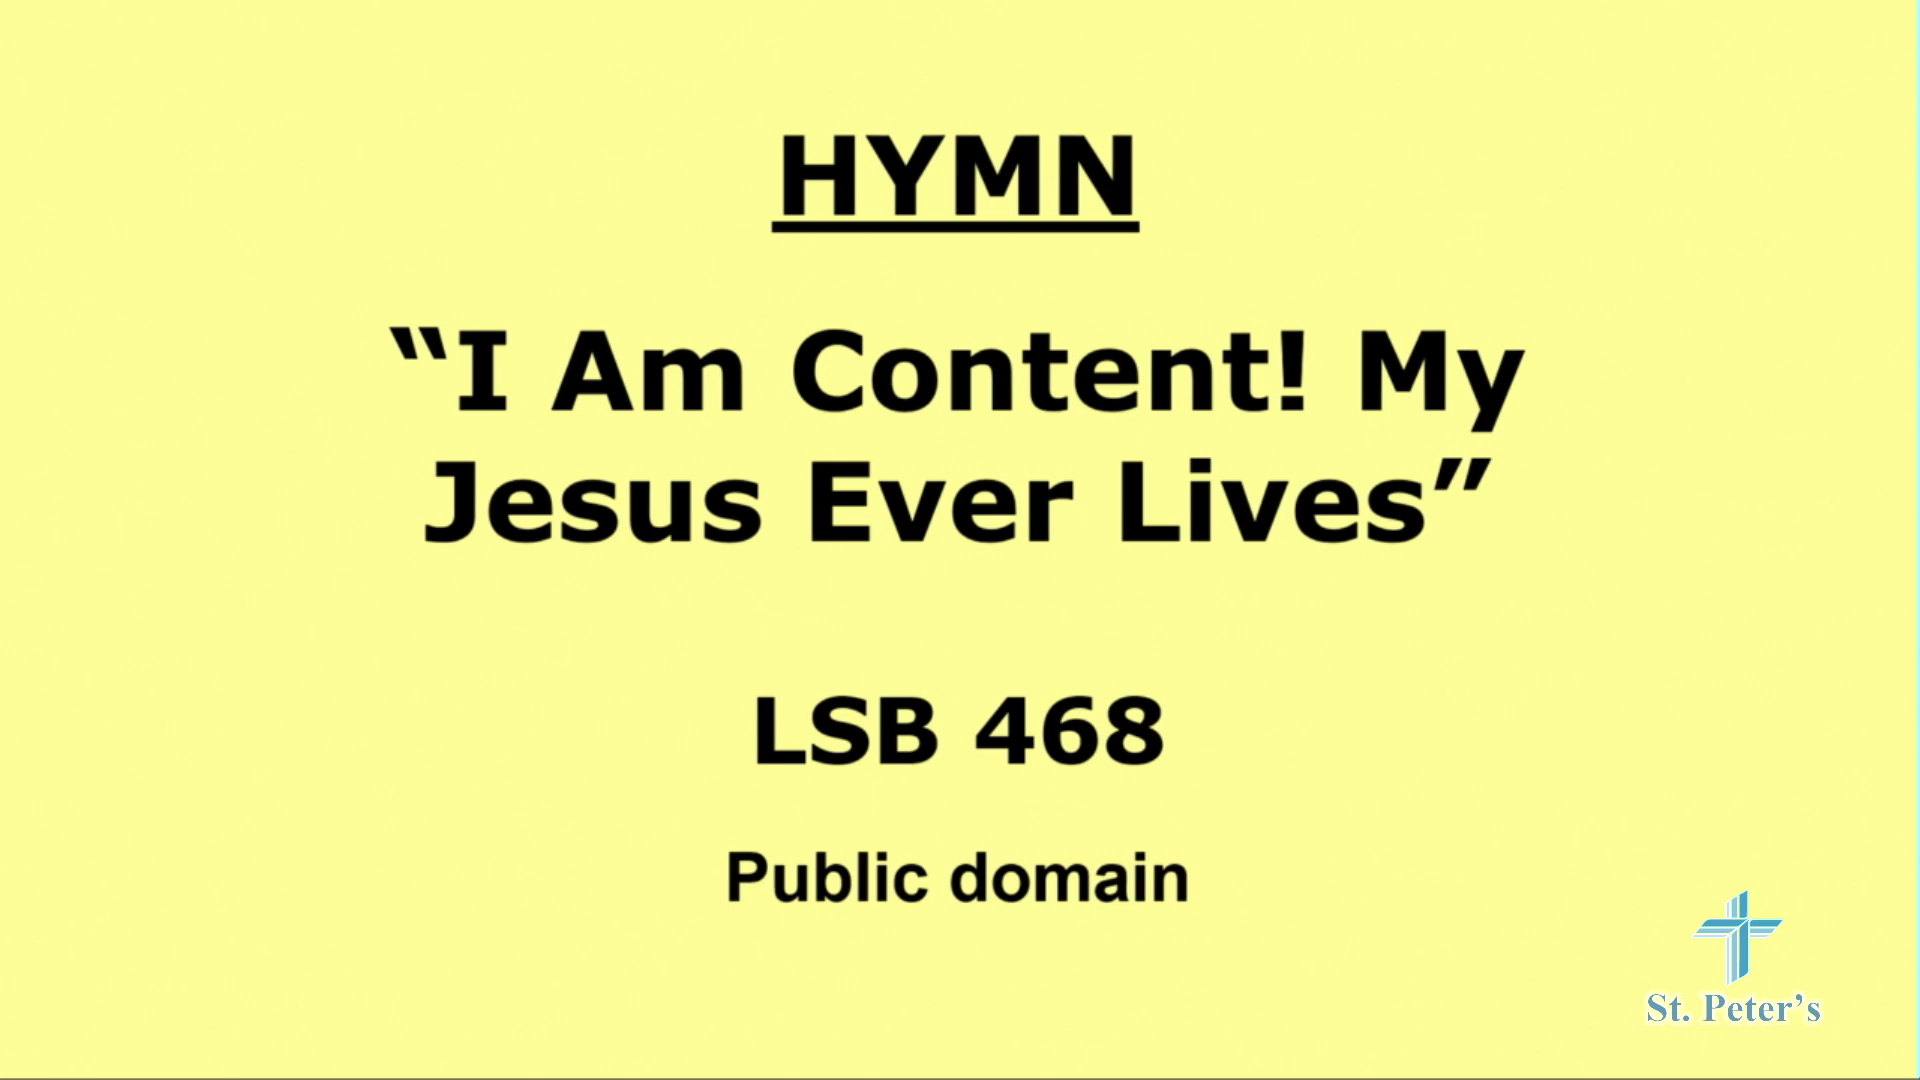 HYMN
“I Am Content! My
Jesus Ever Lives”
LSB 468
Public domain
St. Peter’s